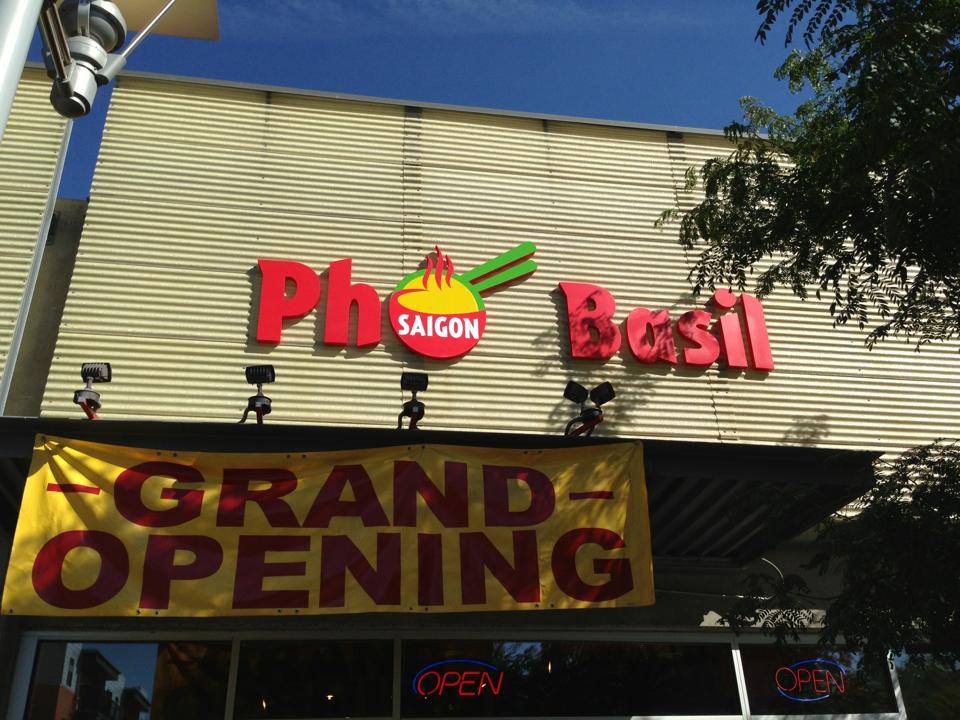 Pho Basil
SAIGON
GRAND
OPENING
OPEN
OPEN